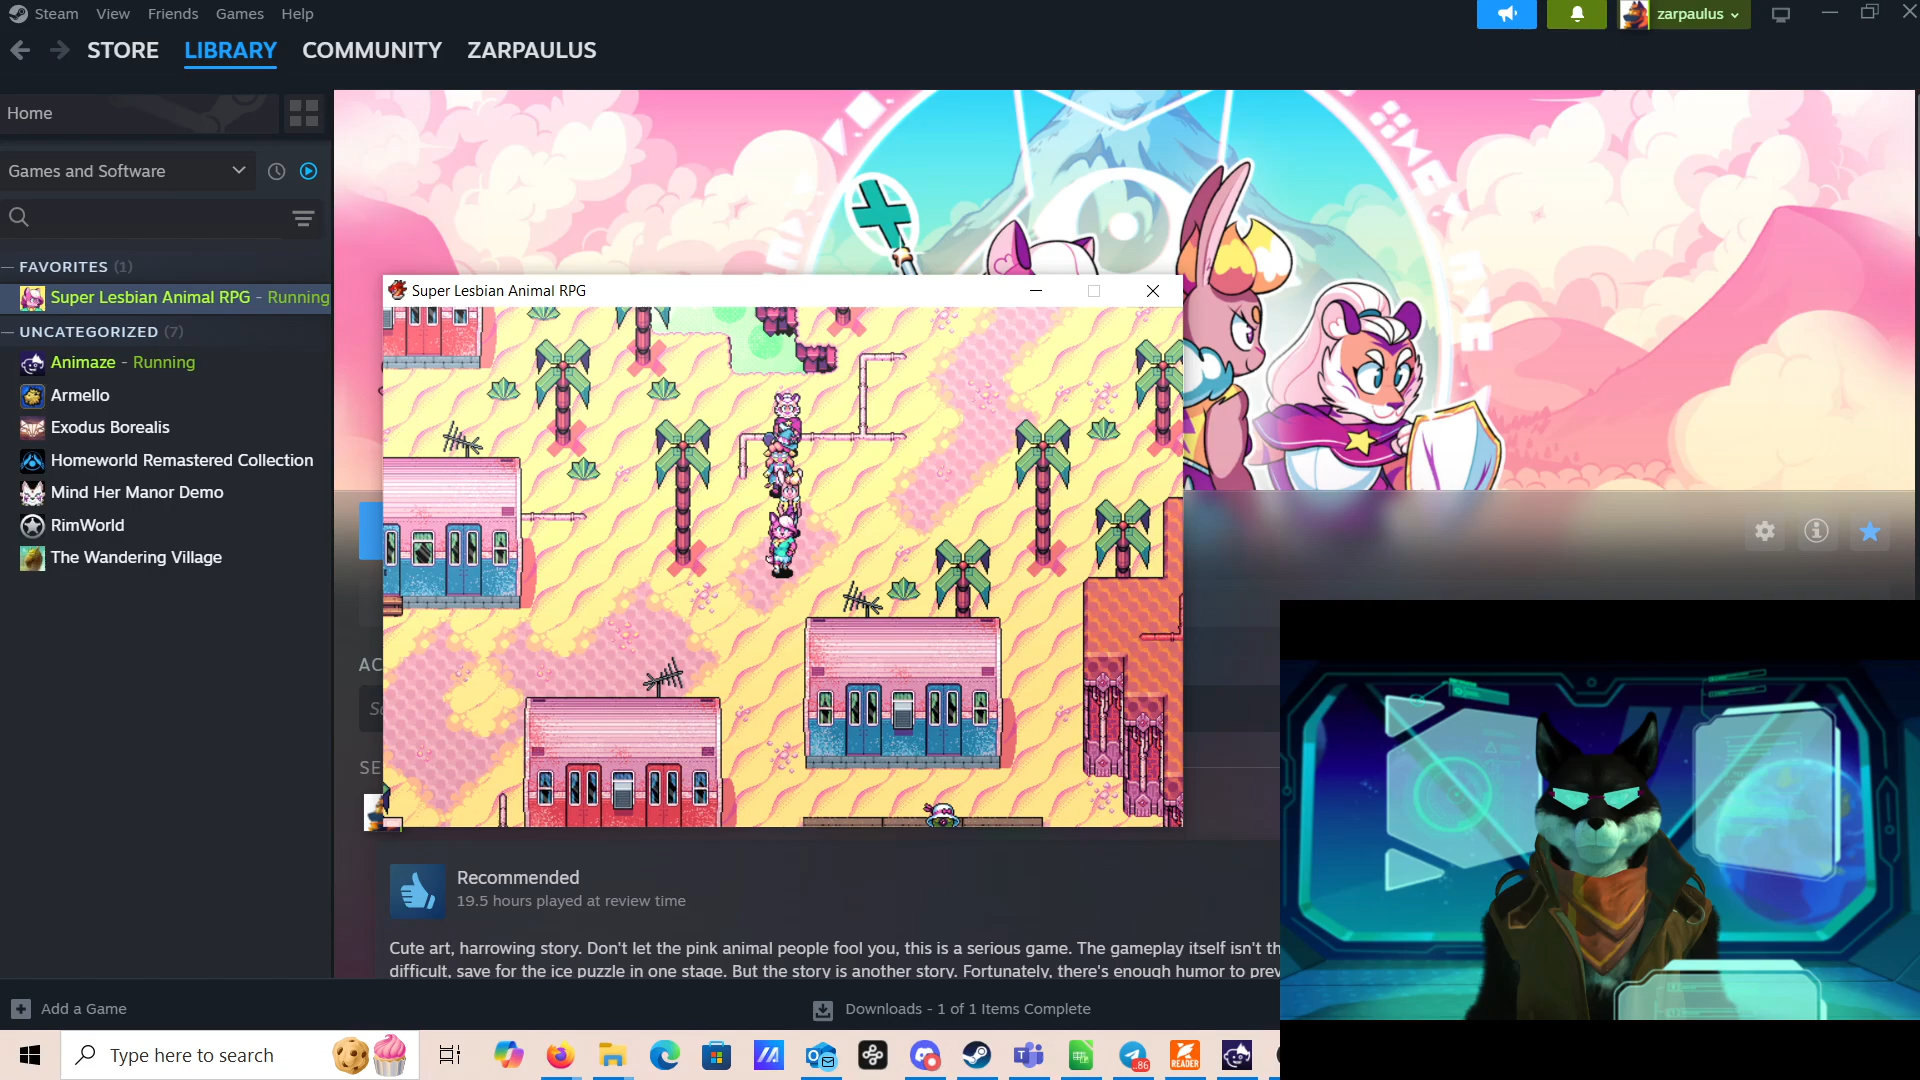 Steam View Friends Games Help
zarpaulus
STORE LIBRARY COMMUNITY ZARPAULUS
Home
Games and Software
FAVORITES (1)
Super Lesbian Animal RPG - Running
UNCATEGORIZED (7)
Animaze - Running
Armello
Exodus Borealis
Homeworld Remastered Collection
Mind Her Manor Demo
RimWorld
The Wandering Village
Super Lesbian Animal RPG
AC
SE
Recommended
19.5 hours played at review time
Cute art, harrowing story. Don't let the pink animal people fool you, this is a serious game. The gameplay itself isn't th
difficult, save for the ice puzzle in one stage. But the story is another story. Fortunately, there's enough humor to prev
Add a Game
Downloads - 1 of 1 Items Complete
Type here to search
READER